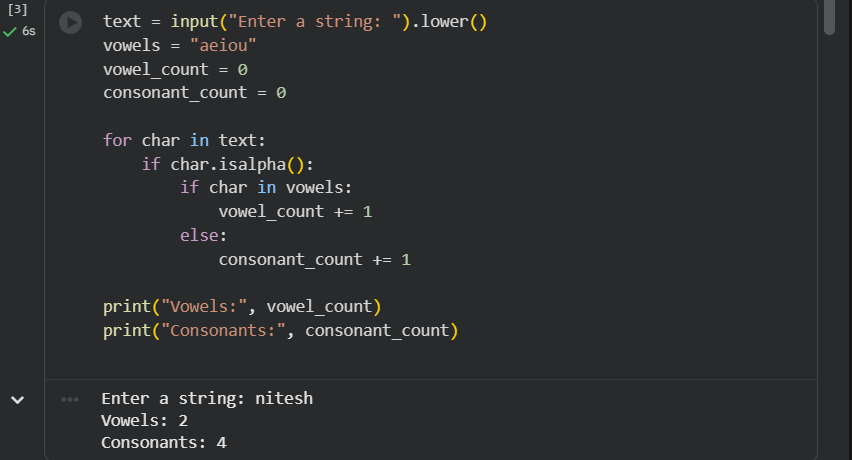 [3]
6s
text = input("Enter a string: ").lower()
vowels = "aeiou"
vowel_count = 0
consonant_count = 0
for char in text:
    if char.isalpha():
        if char in vowels:
            vowel_count += 1
        else:
            consonant_count += 1
print("Vowels:", vowel_count)
print("Consonants:", consonant_count)
Enter a string: nitesh
Vowels: 2
Consonants: 4